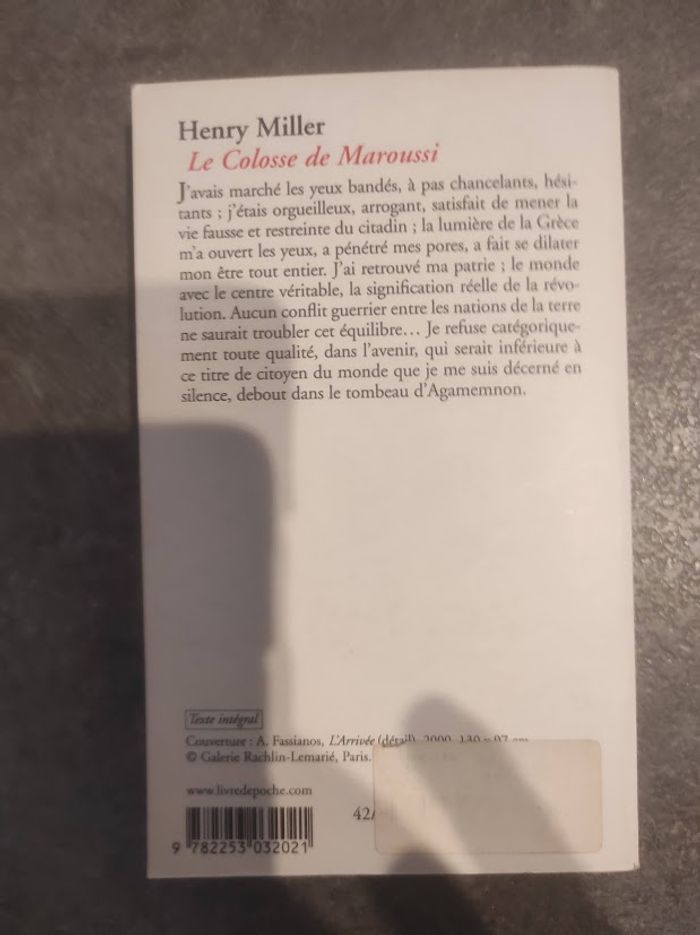 Henry Miller
Le Colosse de Maroussi
J'avais marché les yeux bandés, à pas chancelants, hési-
tants ; j'étais orgueilleux, arrogant, satisfait de mener la
vie fausse et restreinte du citadin ; la lumière de la Grèce
m'a ouvert les yeux, a pénétré mes pores, a fait se dilater
mon être tout entier. J'ai retrouvé ma patrie ; le monde
avec le centre véritable, la signification réelle de la révo-
lution. Aucun conflit guerrier entre les nations de la terre
ne saurait troubler cet équilibre… Je refuse catégorique-
ment toute qualité, dans l'avenir, qui serait inférieure à
ce titre de citoyen du monde que je me suis décerné en
silence, debout dans le tombeau d'Agamemnon.
Texte intégral
Couverture : A. Fassianos, L'Arrivée (détail), 2000, 130 × 97 cm
© Galerie Rachlin-Lemarié, Paris.
www.livredepoche.com
42/
9 782253 032021